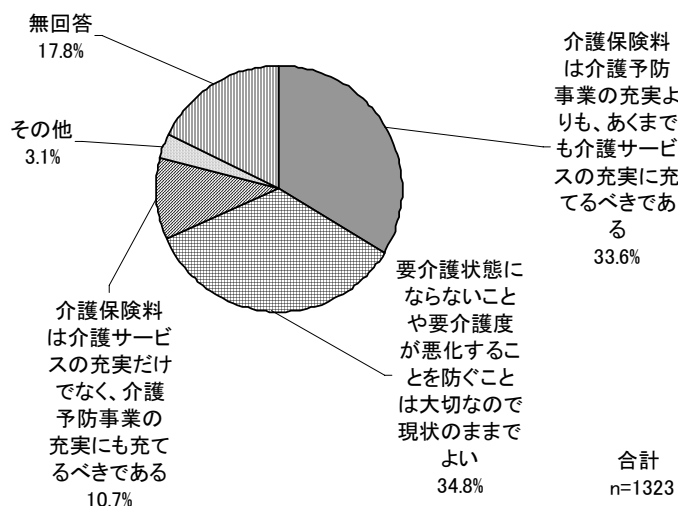 無回答
17.8%
その他
3.1%
介護保険料
は介護予防
事業の充実よ
りも、あくまで
も介護サービ
スの充実に充
てるべきであ
る
33.6%
要介護状態に
ならないこと
や要介護度
が悪化するこ
とを防ぐこと
は大切なので
現状のままで
よい
34.8%
介護保険料
は介護サービ
スの充実だけ
でなく、介護
予防事業の
充実にも充て
るべきである
10.7%
合計
n=1323